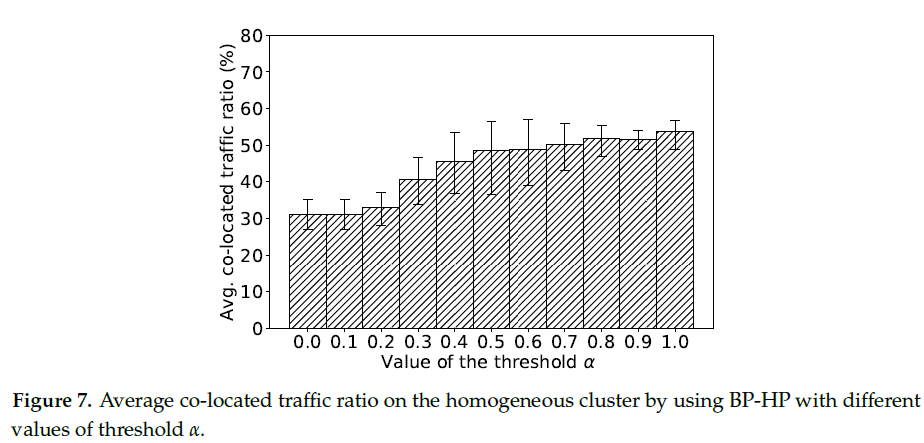 80
70
60
50
40
30
20
10
0
Avg. co-located traffic ratio (%)
0.0 0.1 0.2 0.3 0.4 0.5 0.6 0.7 0.8 0.9 1.0
Value of the threshold α
Figure 7. Average co-located traffic ratio on the homogeneous cluster by using BP-HP with different
values of threshold α.